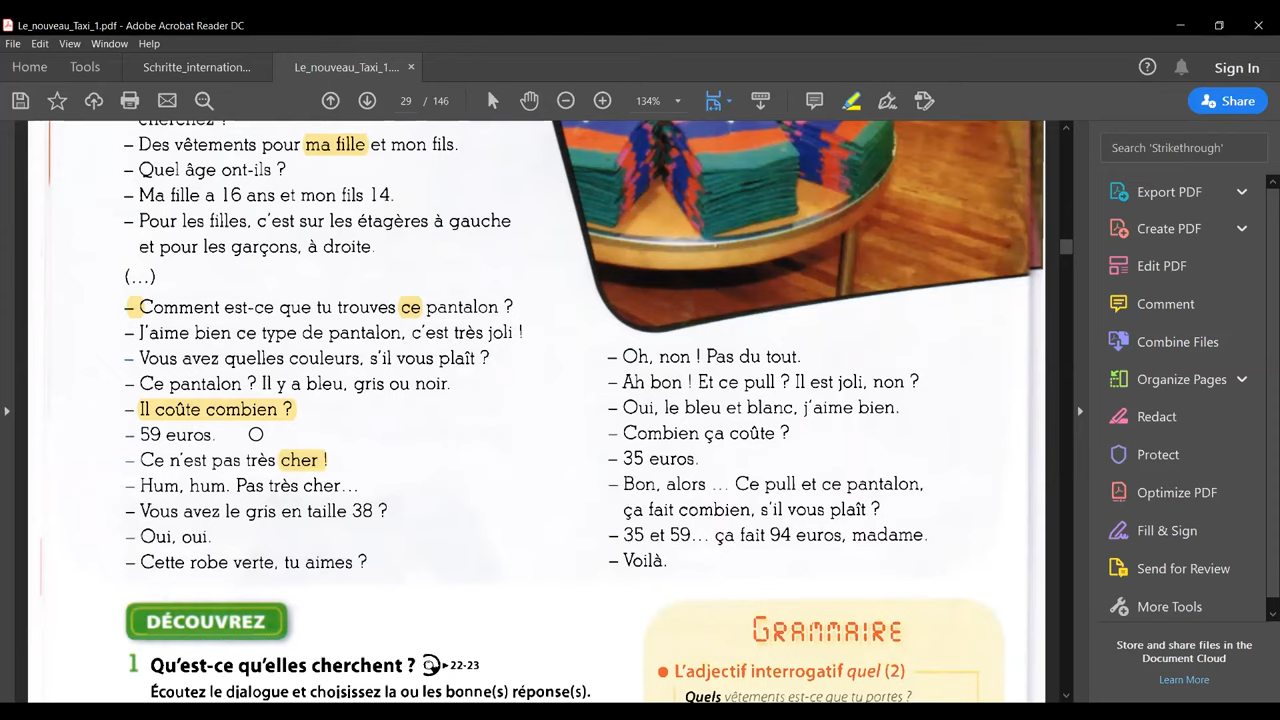 Le_nouveau_Taxi_1.pdf - Adobe Acrobat Reader DC
File Edit View Window Help
Home Tools Schritte_internation... Le_nouveau_Taxi_1....
Sign In
29 / 146
134%
Share
cherchez ?
– Des vêtements pour ma fille et mon fils.
– Quel âge ont-ils ?
– Ma fille a 16 ans et mon fils 14.
– Pour les filles, c'est sur les étagères à gauche
et pour les garçons, à droite.
(…)
– Comment est-ce que tu trouves ce pantalon ?
– J'aime bien ce type de pantalon, c'est très joli !
– Vous avez quelles couleurs, s'il vous plaît ?
– Ce pantalon ? Il y a bleu, gris ou noir.
– Il coûte combien ?
– 59 euros.
– Ce n'est pas très cher !
– Hum, hum. Pas très cher…
– Vous avez le gris en taille 38 ?
– Oui, oui.
– Cette robe verte, tu aimes ?
– Oh, non ! Pas du tout.
– Ah bon ! Et ce pull ? Il est joli, non ?
– Oui, le bleu et blanc, j'aime bien.
– Combien ça coûte ?
– 35 euros.
– Bon, alors … Ce pull et ce pantalon,
ça fait combien, s'il vous plaît ?
– 35 et 59… ça fait 94 euros, madame.
– Voilà.
DÉCOUVREZ
1 Qu'est-ce qu'elles cherchent ? 22-23
Écoutez le dialogue et choisissez la ou les bonne(s) réponse(s).
GRAMMAIRE
L'adjectif interrogatif quel (2)
Quels vêtements est-ce que tu portes ?
Search 'Strikethrough'
Export PDF
Create PDF
Edit PDF
Comment
Combine Files
Organize Pages
Redact
Protect
Optimize PDF
Fill & Sign
Send for Review
More Tools
Store and share files in the
Document Cloud
Learn More